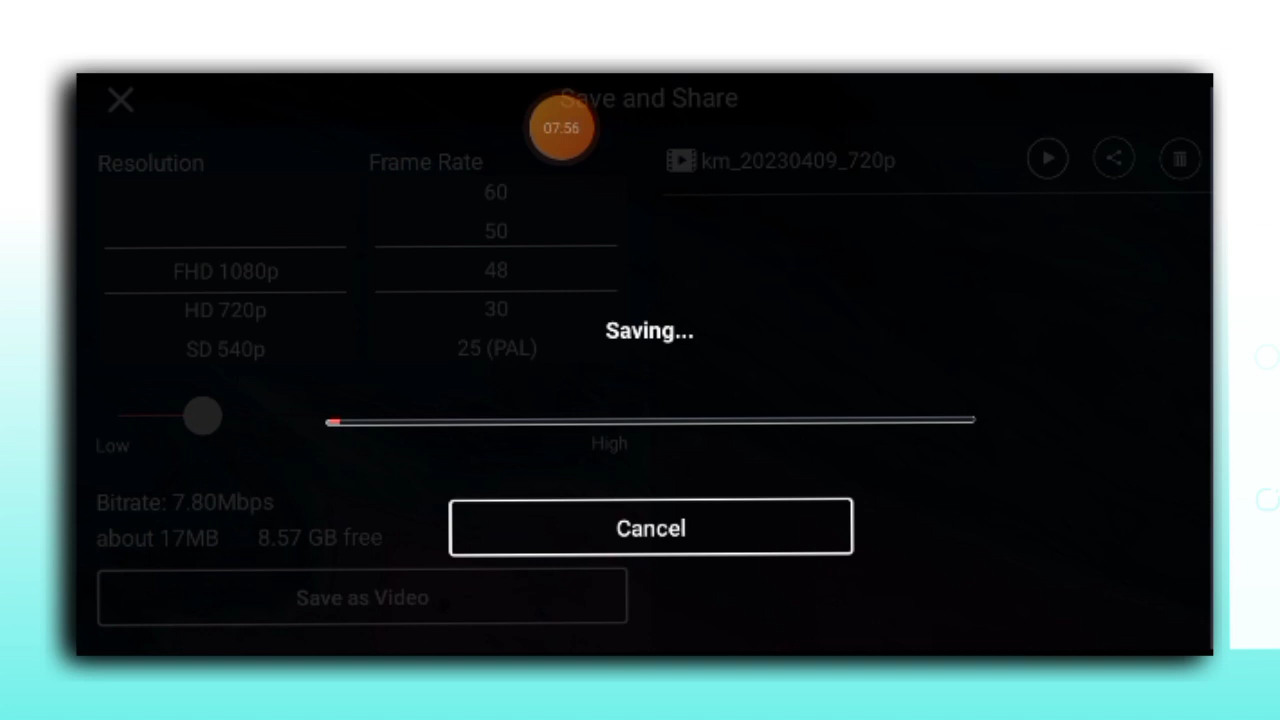 Save and Share
07:56
Resolution
Frame Rate
km_20230409_720p
60
50
FHD 1080p
48
HD 720p
30
SD 540p
25 (PAL)
Saving...
Low
High
Bitrate: 7.80Mbps
about 17MB 8.57 GB free
Cancel
Save as Video